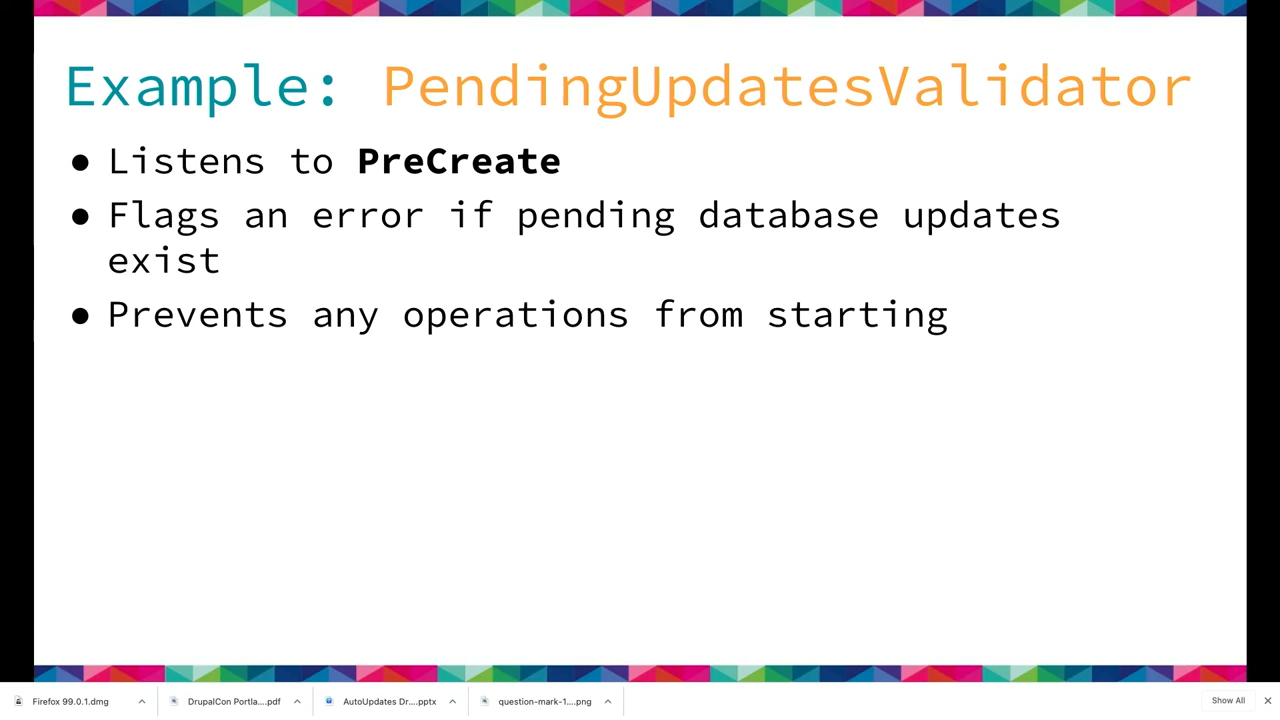 Example: PendingUpdatesValidator
● Listens to PreCreate
● Flags an error if pending database updates
exist
● Prevents any operations from starting
Firefox 99.0.1.dmg
DrupalCon Portla....pdf
AutoUpdates Dr....pptx
question-mark-1....png
Show All